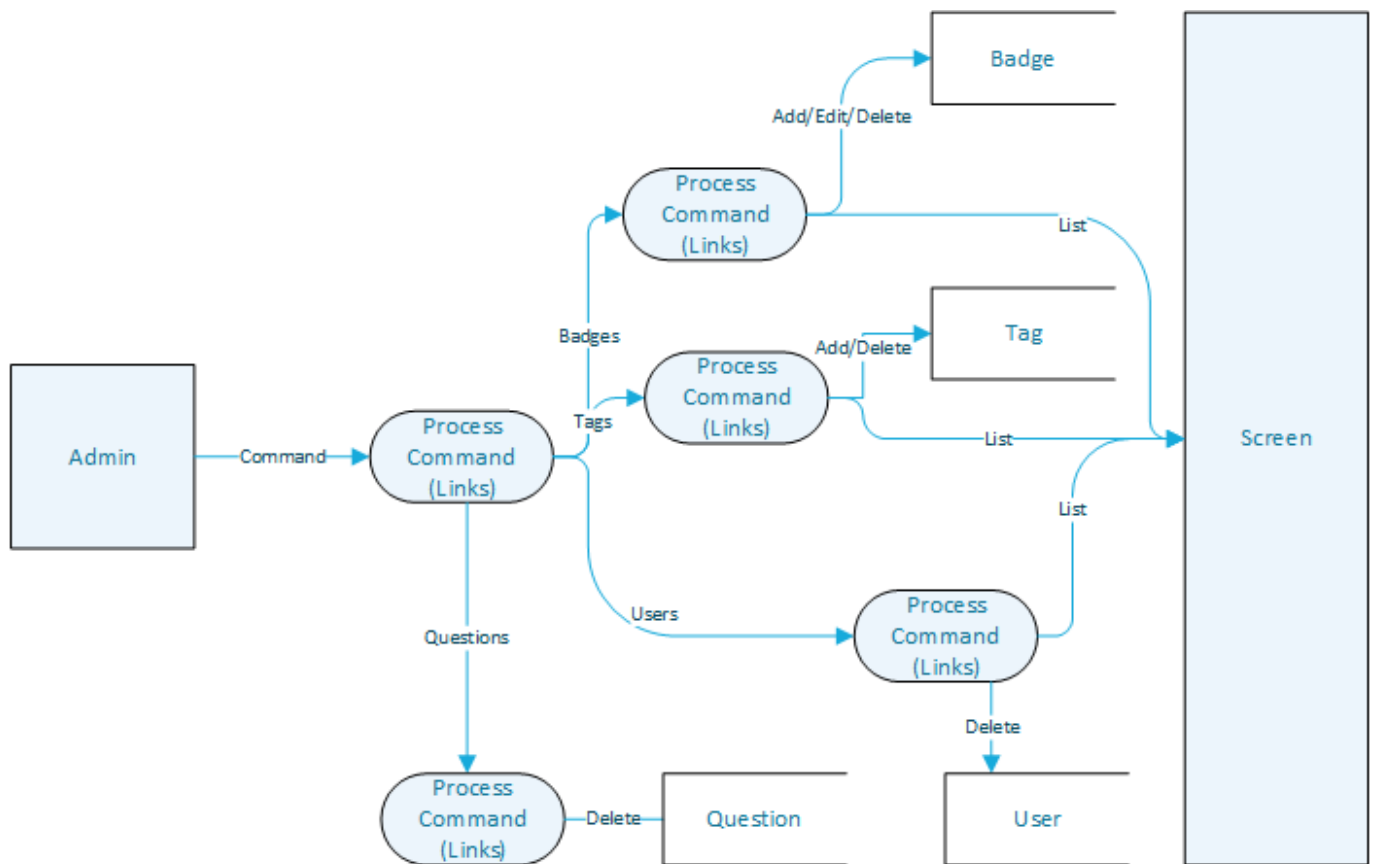 Badge
Add/Edit/Delete
Process
Command
(Links)
List
Badges
Tag
Add/Delete
Process
Command
(Links)
Tags
List
Screen
Admin
Command
Process
Command
(Links)
List
Users
Process
Command
(Links)
Questions
Delete
Process
Command
(Links)
Delete
Question
User